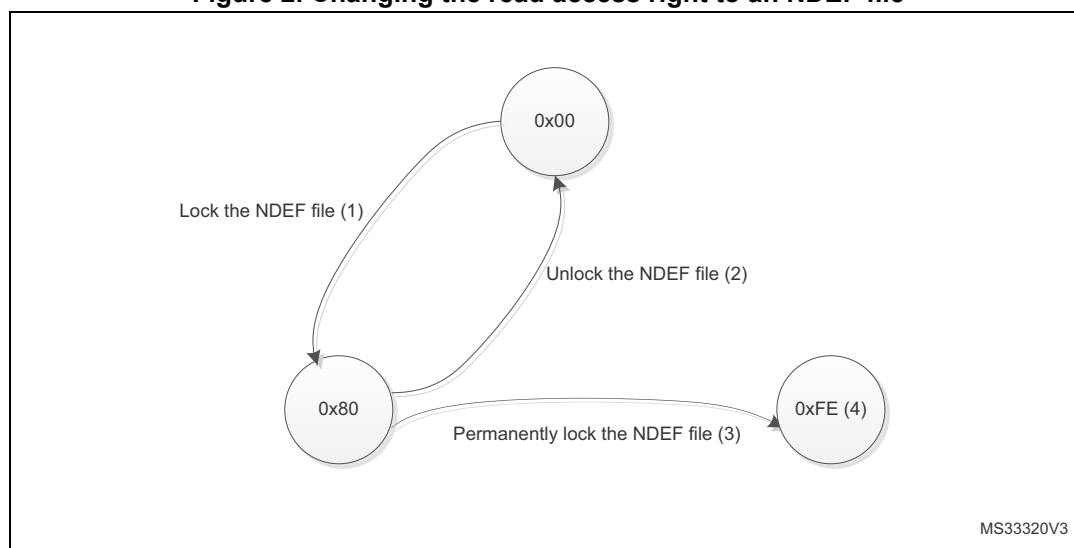 Figure 2. Changing the read access right to an NDEF file
0x00
Lock the NDEF file (1)
Unlock the NDEF file (2)
0x80
0xFE (4)
Permanently lock the NDEF file (3)
MS33320V3